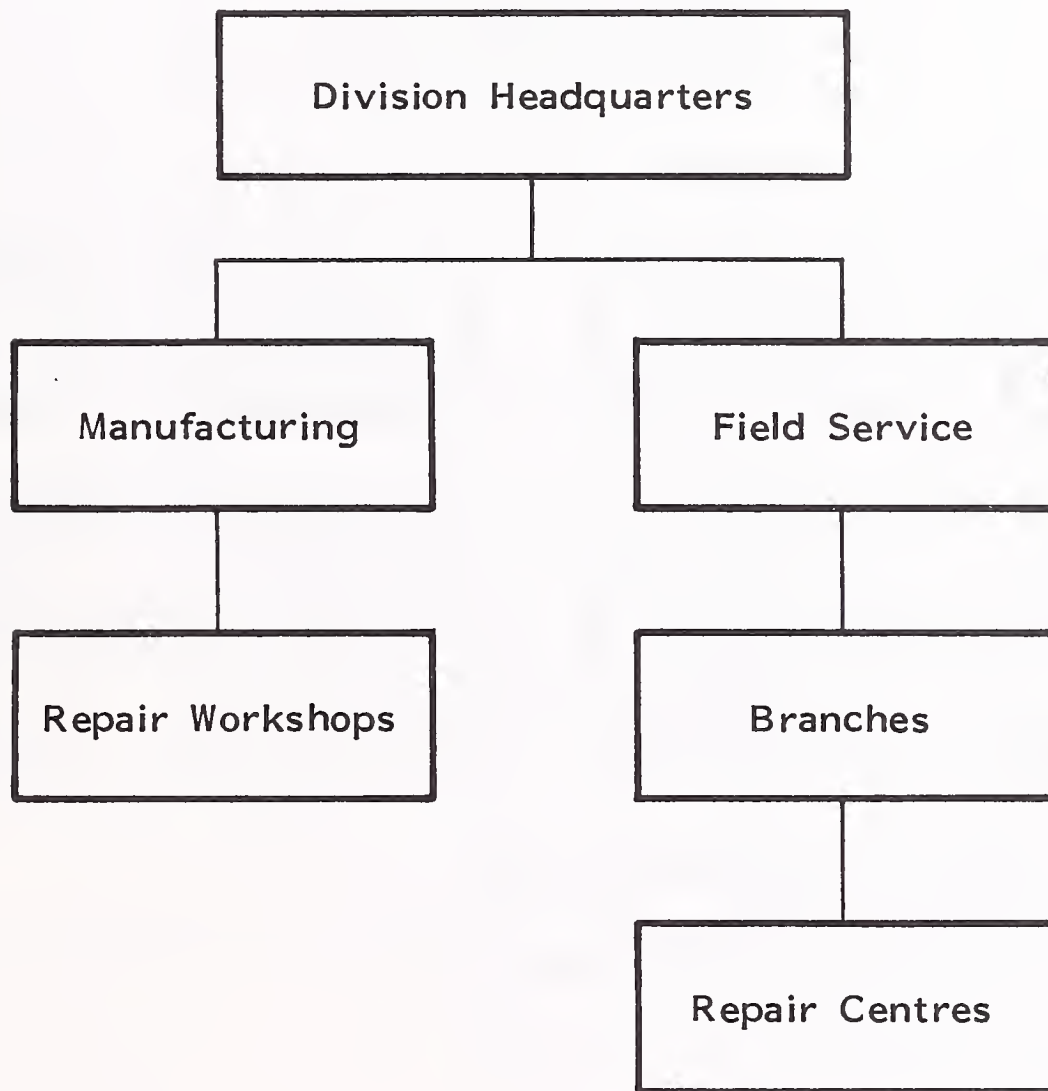 Division Headquarters
Manufacturing
Field Service
Repair Workshops
Branches
Repair Centres